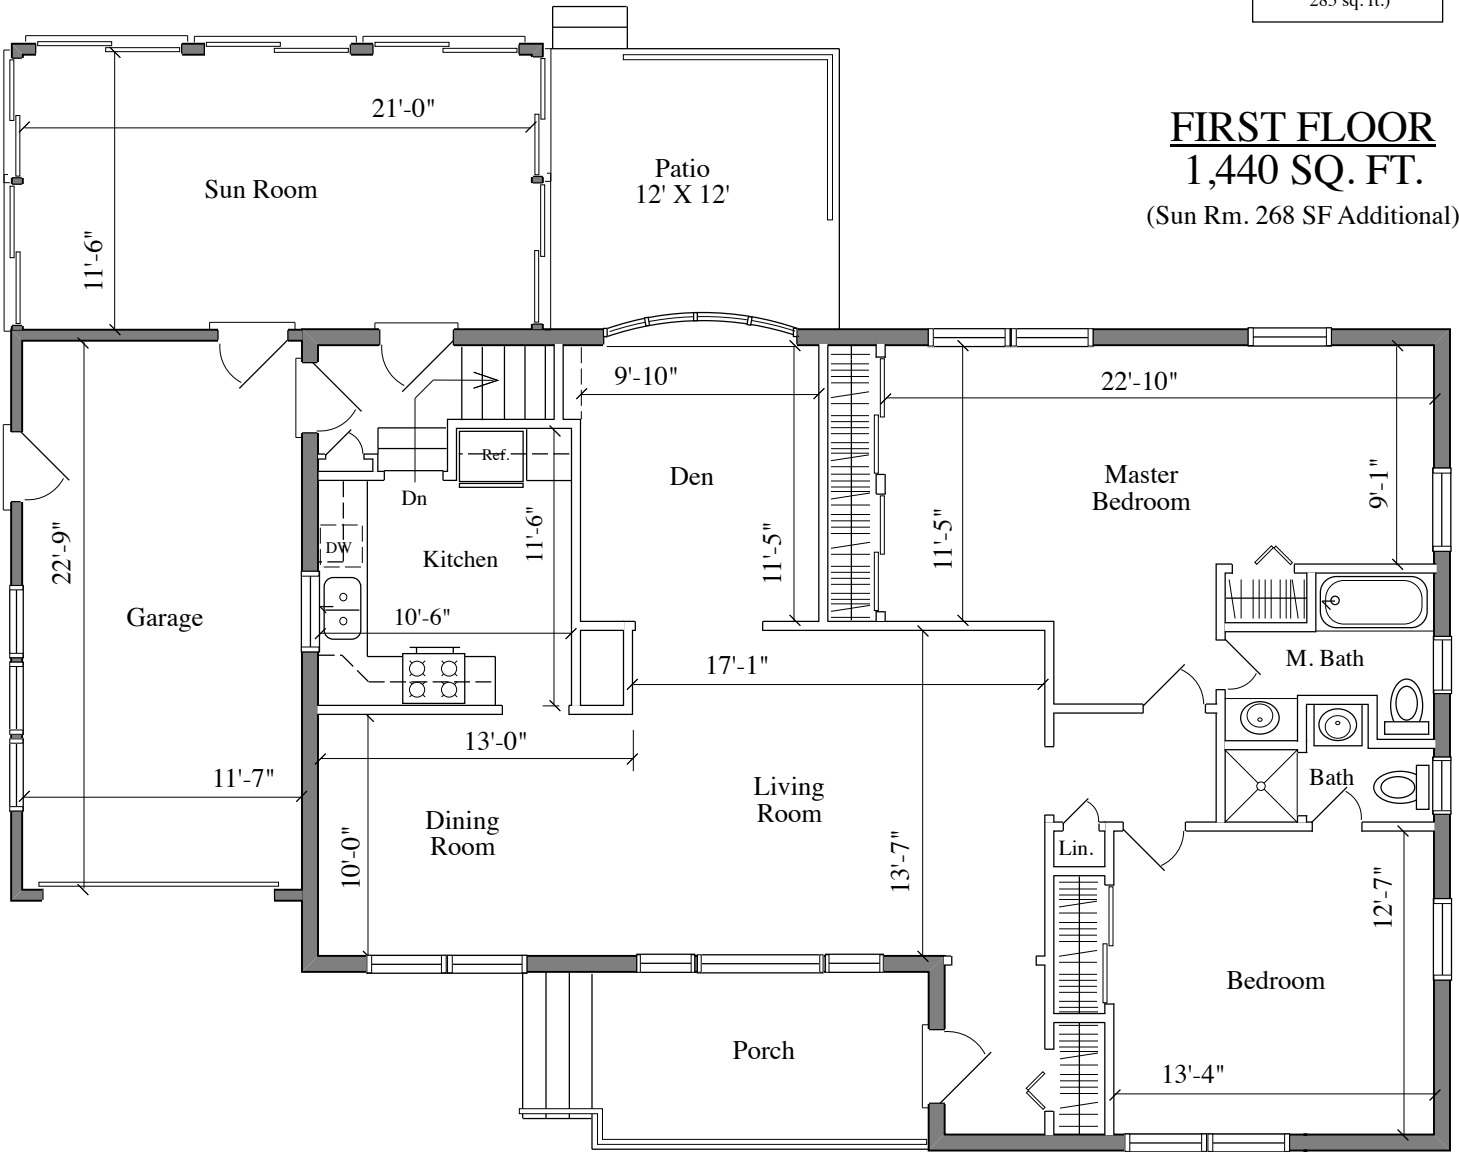 285 sq. ft.)
FIRST FLOOR
1,440 SQ. FT.
(Sun Rm. 268 SF Additional)
21'-0"
Sun Room
11'-6"
Patio
12' X 12'
9'-10"
22'-10"
Ref.
Den
Master
Bedroom
9'-1"
Dn
11'-6"
11'-5"
11'-5"
22'-9"
DW
Kitchen
Garage
10'-6"
17'-1"
M. Bath
13'-0"
11'-7"
Living
Room
Bath
Dining
Room
10'-0"
13'-7"
Lin.
12'-7"
Bedroom
Porch
13'-4"